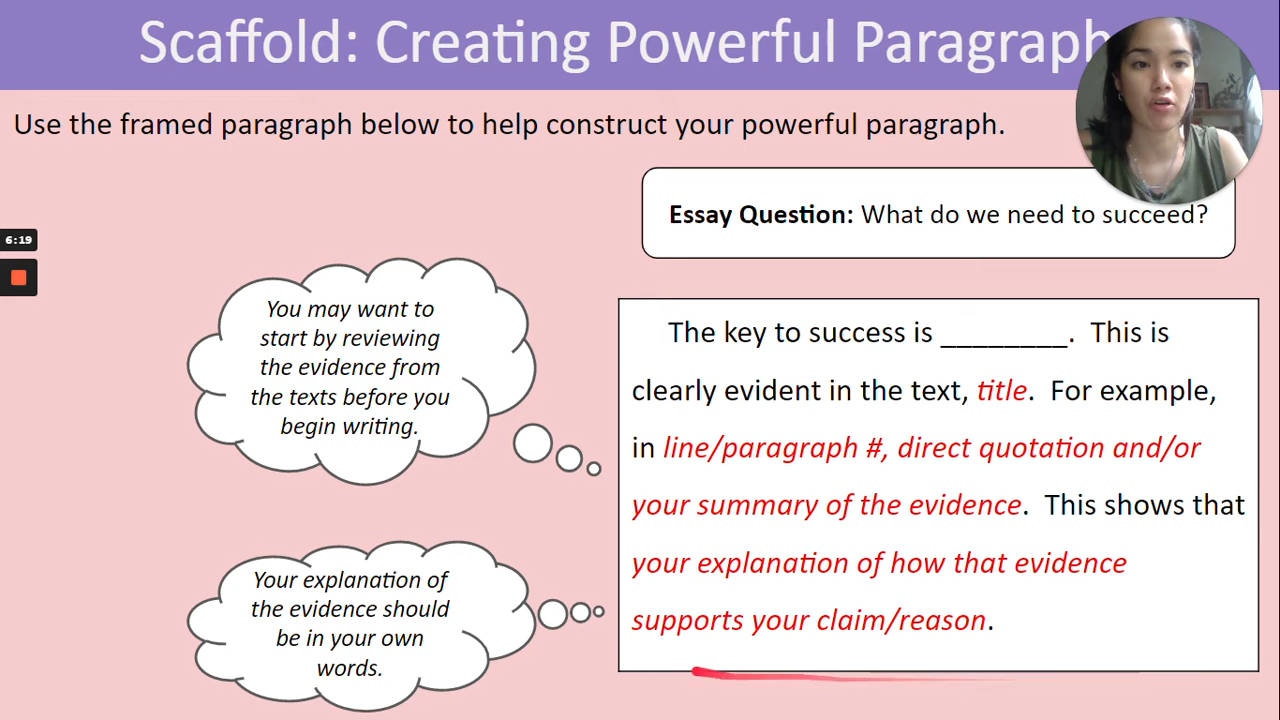 Scaffold: Creating Powerful Paragraph
Use the framed paragraph below to help construct your powerful paragraph.
Essay Question: What do we need to succeed?
6:19
You may want to
start by reviewing
the evidence from
the texts before you
begin writing.
The key to success is ________. This is
clearly evident in the text, title. For example,
in line/paragraph #, direct quotation and/or
your summary of the evidence. This shows that
your explanation of how that evidence
supports your claim/reason.
Your explanation of
the evidence should
be in your own
words.